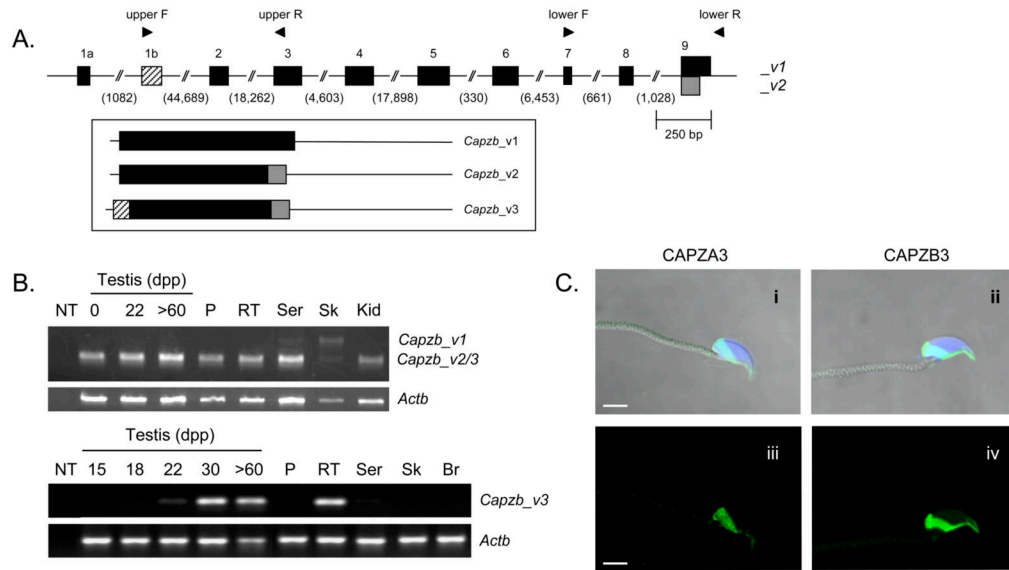 A.
upper F upper R lower F lower R
1a 1b 2 3 4 5 6 7 8 9
_v1
_v2
(1082) (44,689) (18,262) (4,603) (17,898) (330) (6,453) (661) (1,028)
250 bp
Capzb_v1
Capzb_v2
Capzb_v3
B.
Testis (dpp)
NT 0 22 >60 P RT Ser Sk Kid
Capzb_v1
Capzb_v2/3
Actb
Testis (dpp)
NT 15 18 22 30 >60 P RT Ser Sk Br
Capzb_v3
Actb
C.
CAPZA3 CAPZB3
i ii
iii iv